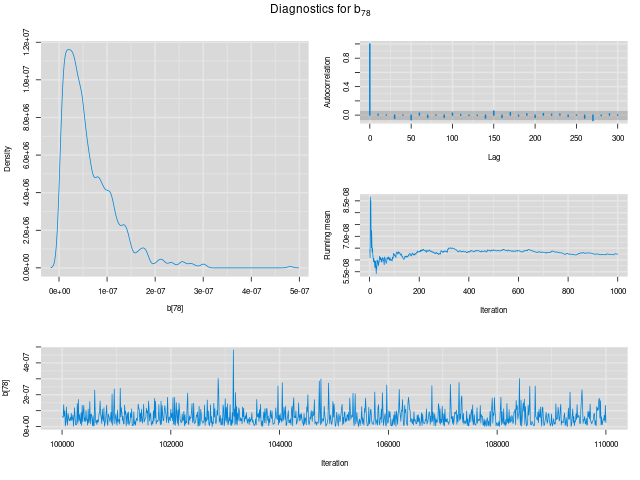 Diagnostics for b78
Density
0.0e+00 2.0e+06 4.0e+06 6.0e+06 8.0e+06 1.0e+07 1.2e+07
0e+00 1e-07 2e-07 3e-07 4e-07 5e-07
b[78]
Autocorrelation
0.0 0.4 0.8
0 50 100 150 200 250 300
Lag
Running mean
5.5e-08 7.0e-08 8.5e-08
0 200 400 600 800 1000
Iteration
b[78]
0e+00 2e-07 4e-07
100000 102000 104000 106000 108000 110000
Iteration